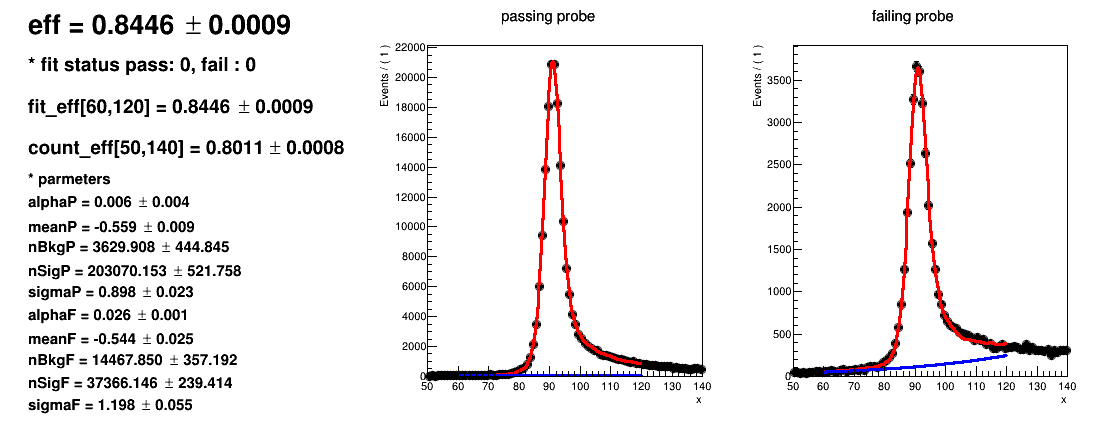 eff = 0.8446 ± 0.0009
* fit status pass: 0, fail : 0
fit_eff[60,120] = 0.8446 ± 0.0009
count_eff[50,140] = 0.8011 ± 0.0008
* parmeters
alphaP = 0.006 ± 0.004
meanP = -0.559 ± 0.009
nBkgP = 3629.908 ± 444.845
nSigP = 203070.153 ± 521.758
sigmaP = 0.898 ± 0.023
alphaF = 0.026 ± 0.001
meanF = -0.544 ± 0.025
nBkgF = 14467.850 ± 357.192
nSigF = 37366.146 ± 239.414
sigmaF = 1.198 ± 0.055
passing probe
Events / ( 1 )
22000
20000
18000
16000
14000
12000
10000
8000
6000
4000
2000
0
50 60 70 80 90 100 110 120 130 140
x
failing probe
Events / ( 1 )
3500
3000
2500
2000
1500
1000
500
0
50 60 70 80 90 100 110 120 130 140
x